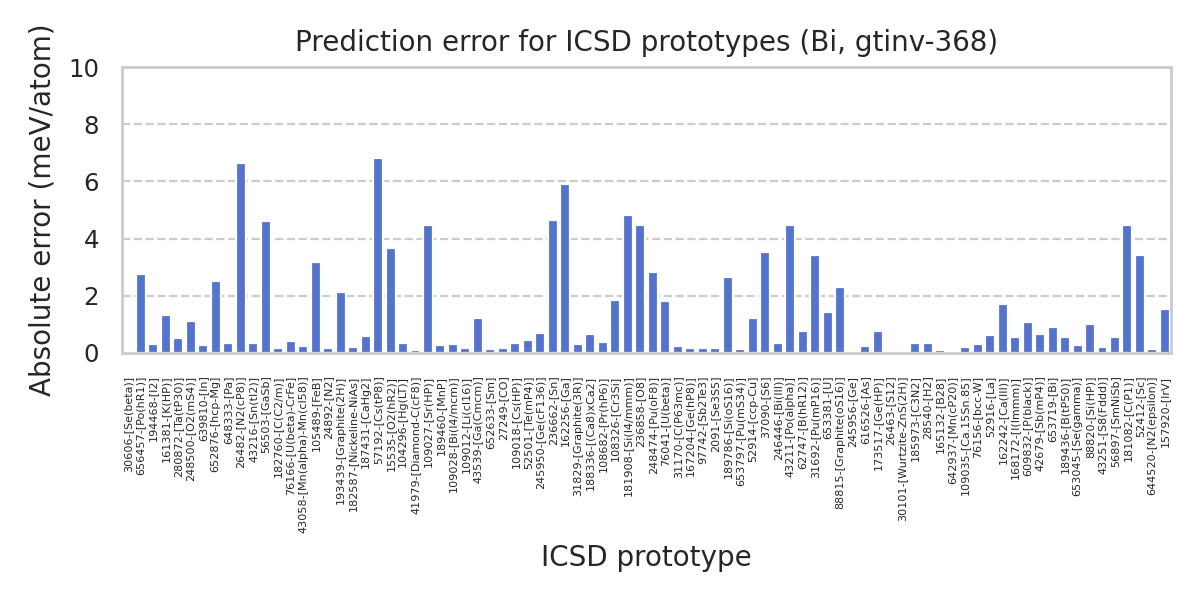 Prediction error for ICSD prototypes (Bi, gtinv-368)
Absolute error (meV/atom)
10
8
6
4
2
0
30606-[Se(beta)]
656457-[Po(hR1)]
194468-[I2]
161381-[K(HP)]
280872-[Ta(tP30)]
248500-[O2(mS4)]
639810-[In]
652876-[hcp-Mg]
648333-[Pa]
26482-[N2(cP8)]
43216-[Sn(tI2)]
56503-[GaSb]
182760-[C(C2/m)]
76166-[U(beta)-CrFe]
43058-[Mn(alpha)-Mn(cI58)]
105489-[FeB]
24892-[N2]
193439-[Graphite(2H)]
182587-[NickelineNiAs]
187431-[CaHg2]
57192-[Cs(tP8)]
15535-[O2(hR2)]
104296-[Hg(LT)]
41979-[Diamond-C(cF8)]
109027-[Sr(HP)]
189460-[MnP]
109028-[Bi(I4/mcm)]
109012-[Li(cI16)]
43539-[Ga(Cmcm)]
652633-[Sm]
27249-[CO]
109018-[Cs(HP)]
52501-[Te(mP4)]
245950-[Ge(cF136)]
236662-[Sn]
162256-[Ga]
31829-[Graphite(3R)]
188336-[(Ca8)xCa2]
108682-[Pr(hP6)]
108326-[Cr3Si]
181908-[Si(I4/mmm)]
236858-[O8]
248474-[Pu(oF8)]
76041-[U(beta)]
31170-[C(P63mc)]
167204-[Ge(hP8)]
97742-[Sb2Te3]
2091-[Se3S5]
189786-[Si(oS16)]
653797-[Pu(mS34)]
52914-[ccp-Cu]
37090-[S6]
246446-[Bi(III)]
43211-[Po(alpha)]
62747-[B(hR12)]
31692-[Pu(mP16)]
653381-[U]
88815-[Graphite(oS16)]
245956-[Ge]
616526-[As]
173517-[Ge(HP)]
26463-[S12]
30101-[Wurtzite-ZnS(2H)]
185973-[C3N2]
28540-[H2]
165132-[B28]
642937-[Mn(cP20)]
109035-[Ca.15Sn.85]
76156-[bcc-W]
52916-[La]
162242-[Ca(III)]
168172-[I(Immm)]
609832-[P(black)]
42679-[Sb(mP4)]
653719-[Bi]
189436-[B(tP50)]
653045-[Se(gamma)]
88820-[Si(HP)]
43251-[S8(Fddd)]
56897-[SmNiSb]
181082-[C(P1)]
52412-[Sc]
644520-[N2(epsilon)]
157920-[IrV]
ICSD prototype